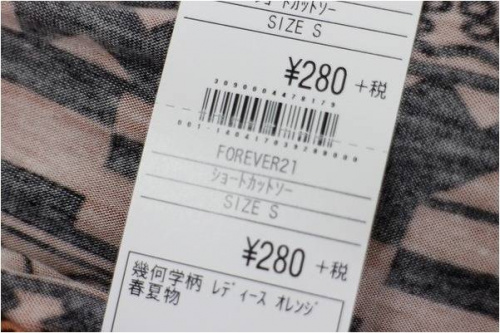 ショートカットソー
SIZE S
¥280 +税
FOREVER21
ショートカットソー
SIZE S
¥280 +税
幾何学柄 レディース オレンジ
春夏物